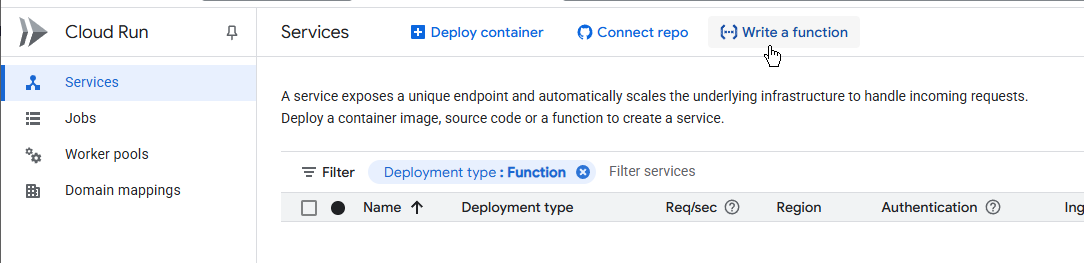 Cloud Run
Services
Deploy container
Connect repo
Write a function
Services
Jobs
Worker pools
Domain mappings
A service exposes a unique endpoint and automatically scales the underlying infrastructure to handle incoming requests.
Deploy a container image, source code or a function to create a service.
Filter
Deployment type : Function
Filter services
Name
Deployment type
Req/sec
Region
Authentication
Ing